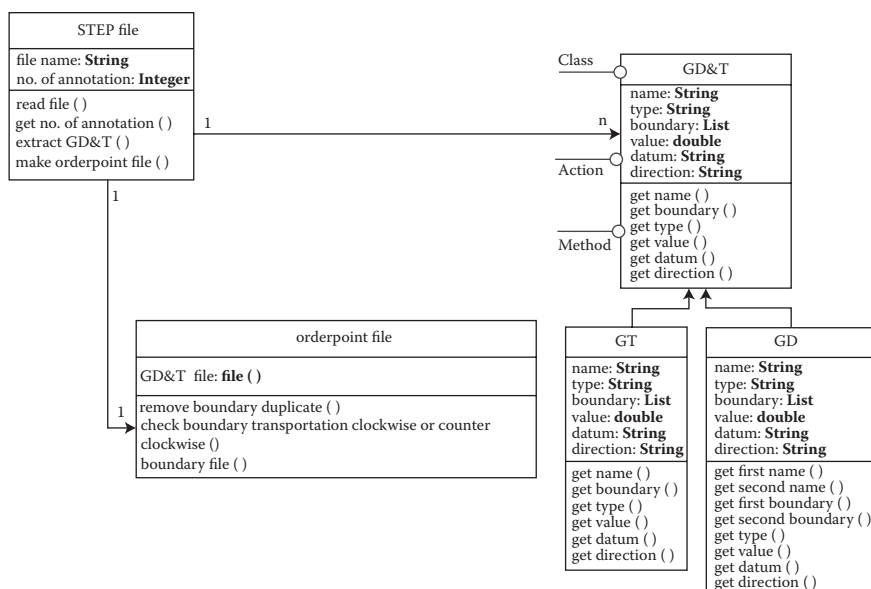 STEP file
file name: String
no. of annotation: Integer
read file ( )
get no. of annotation ( )
extract GD&T ( )
make orderpoint file ( )
1
n
1
Class
Action
Method
GD&T
name: String
type: String
boundary: List
value: double
datum: String
direction: String
get name ( )
get boundary ( )
get type ( )
get value ( )
get datum ( )
get direction ( )
1
orderpoint file
GD&T file: file ( )
remove boundary duplicate ( )
check boundary transportation clockwise or counter
clockwise ()
boundary file ( )
GT
name: String
type: String
boundary: List
value: double
datum: String
direction: String
get name ( )
get boundary ( )
get type ( )
get value ( )
get datum ( )
get direction ( )
GD
name: String
type: String
boundary: List
value: double
datum: String
direction: String
get first name ( )
get second name ( )
get first boundary ( )
get second boundary ( )
get type ( )
get value ( )
get datum ( )
get direction ( )